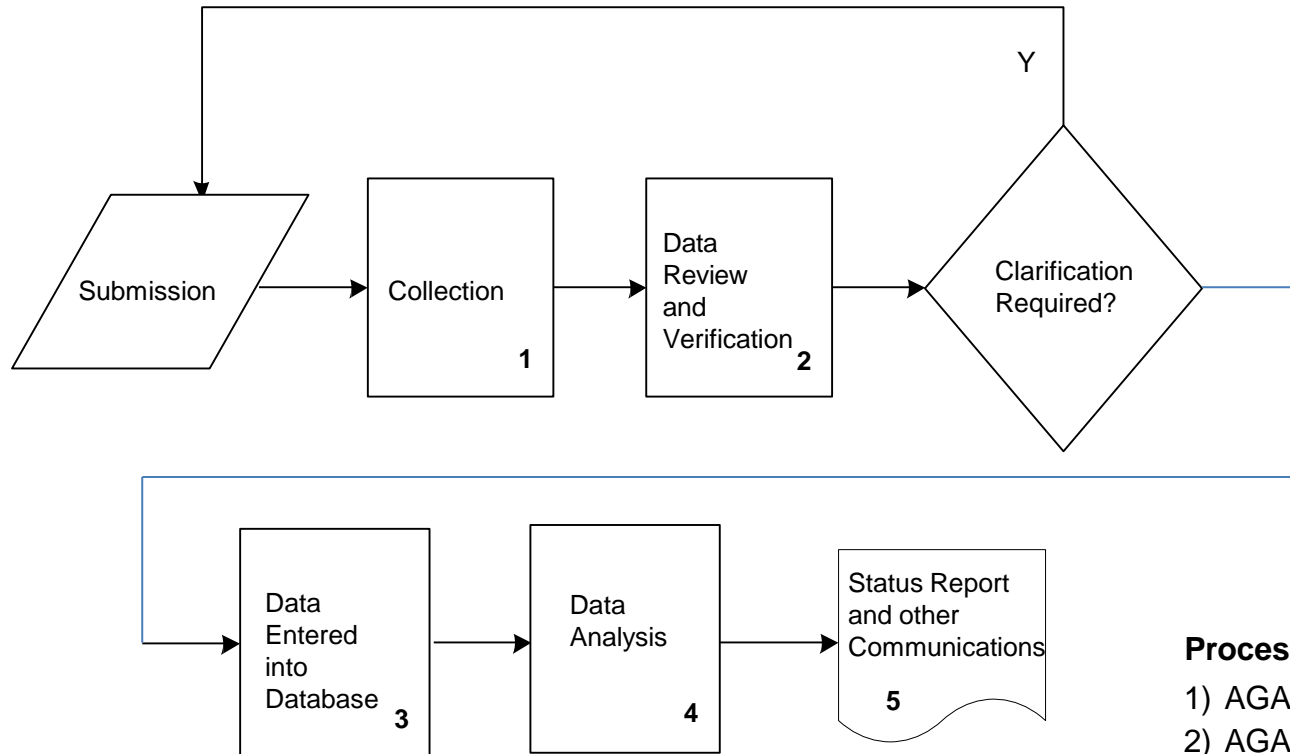 Y
Submission
Collection
1
Data
Review
and
Verification
2
Clarification
Required?
Data
Entered
into
Database
3
Data
Analysis
4
Status Report
and other
Communications
5
Proces
1) AGA
2) AGA